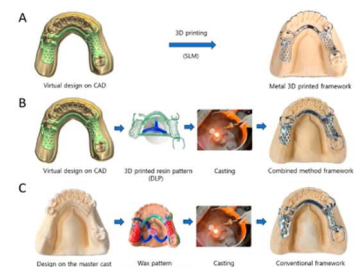 A
3D printing
(SLM)
Virtual design on CAD
Metal 3D printed framework
B
Virtual design on CAD
3D printed resin pattern
(DLP)
Casting
Combined method framework
C
Design on the master cast
Wax pattern
Casting
Conventional framework